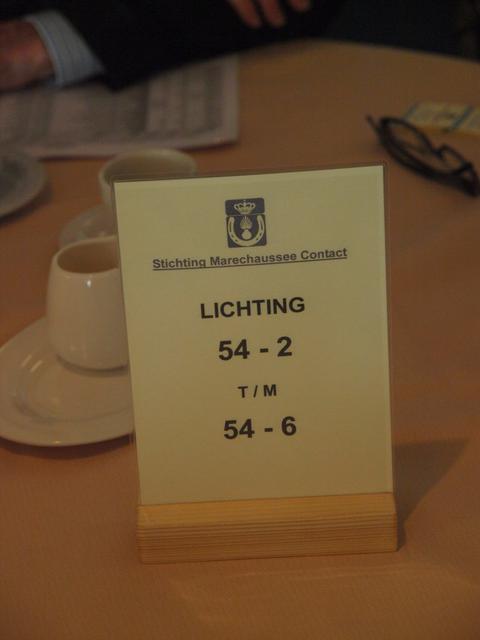 Stichting Marechaussee Contact
LICHTING
54 - 2
T / M
54 - 6